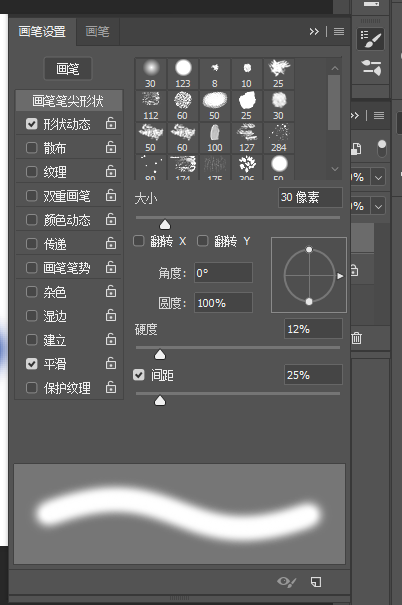 画笔设置 画笔
画笔
30 123 8 10 25
画笔笔尖形状
112 60 50 25 30
形状动态
50 60 100 127 284
散布
80 174 175 306 50
纹理
大小 30 像素
双重画笔
颜色动态
翻转 X 翻转 Y
传递
角度: 0°
画笔笔势
杂色
圆度: 100%
湿边
硬度 12%
建立
平滑
间距 25%
保护纹理
0%
0%